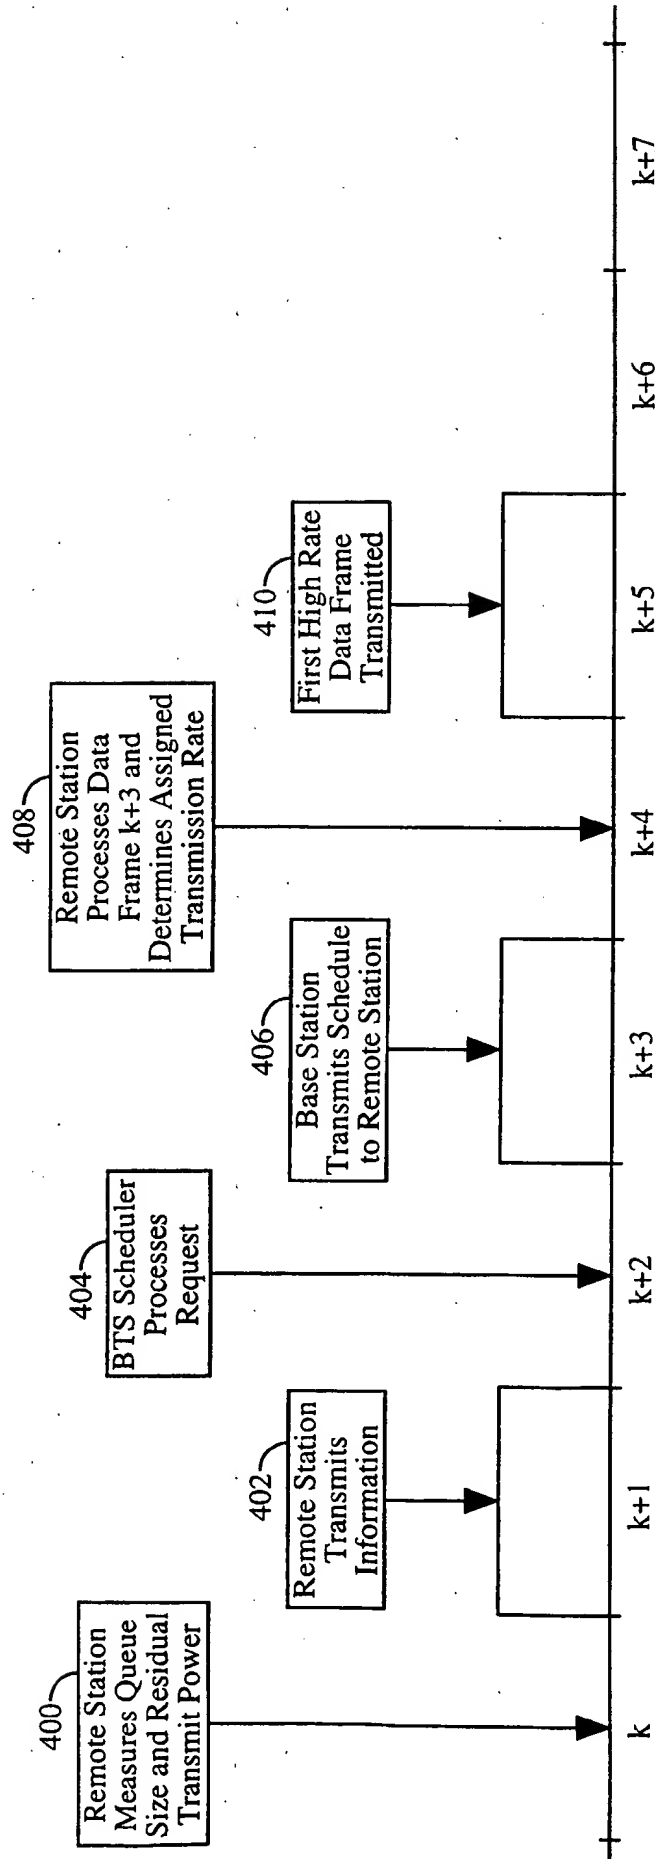 400
Remote Station
Measures Queue
Size and Residual
Transmit Power
402
Remote Station
Transmits
Information
404
BTS Scheduler
Processes
Request
406
Base Station
Transmits Schedule
to Remote Station
408
Remote Station
Processes Data
Frame k+3 and
Determines Assigned
Transmission Rate
410
First High Rate
Data Frame
Transmitted
k
k+1
k+2
k+3
k+4
k+5
k+6
k+7